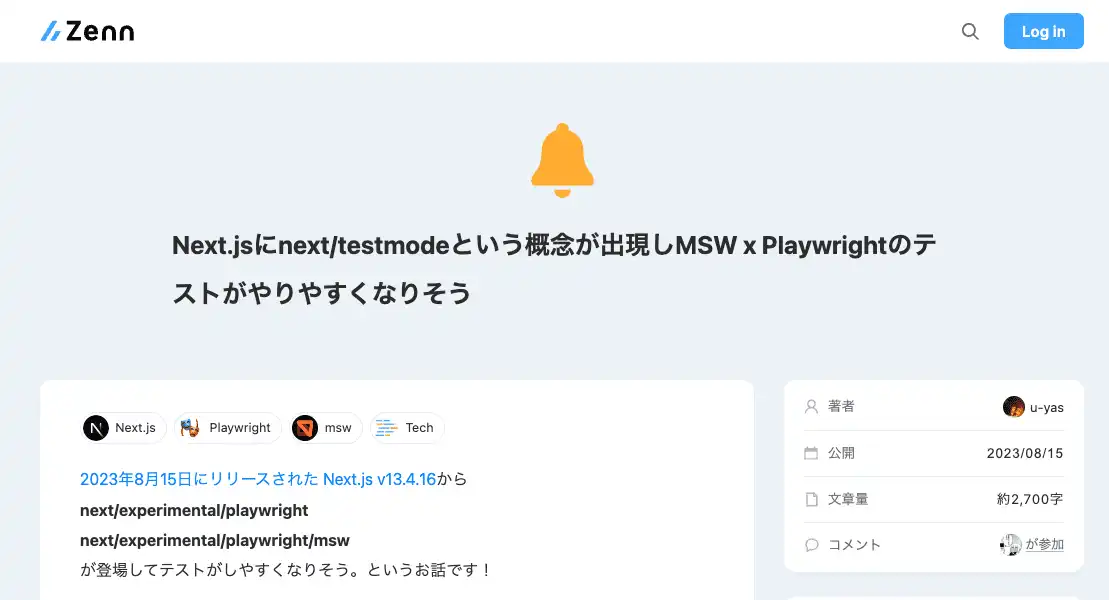 Zenn
Log in
Next.jsにnext/testmodeという概念が出現しMSW x Playwrightのテ
ストがやりやすくなりそう
Next.js
Playwright
msw
Tech
2023年8月15日にリリースされた Next.js v13.4.16から
next/experimental/playwright
next/experimental/playwright/msw
が登場してテストがしやすくなりそう。というお話です！
著者 u-yas
公開 2023/08/15
文章量 約2,700字
コメント が参加